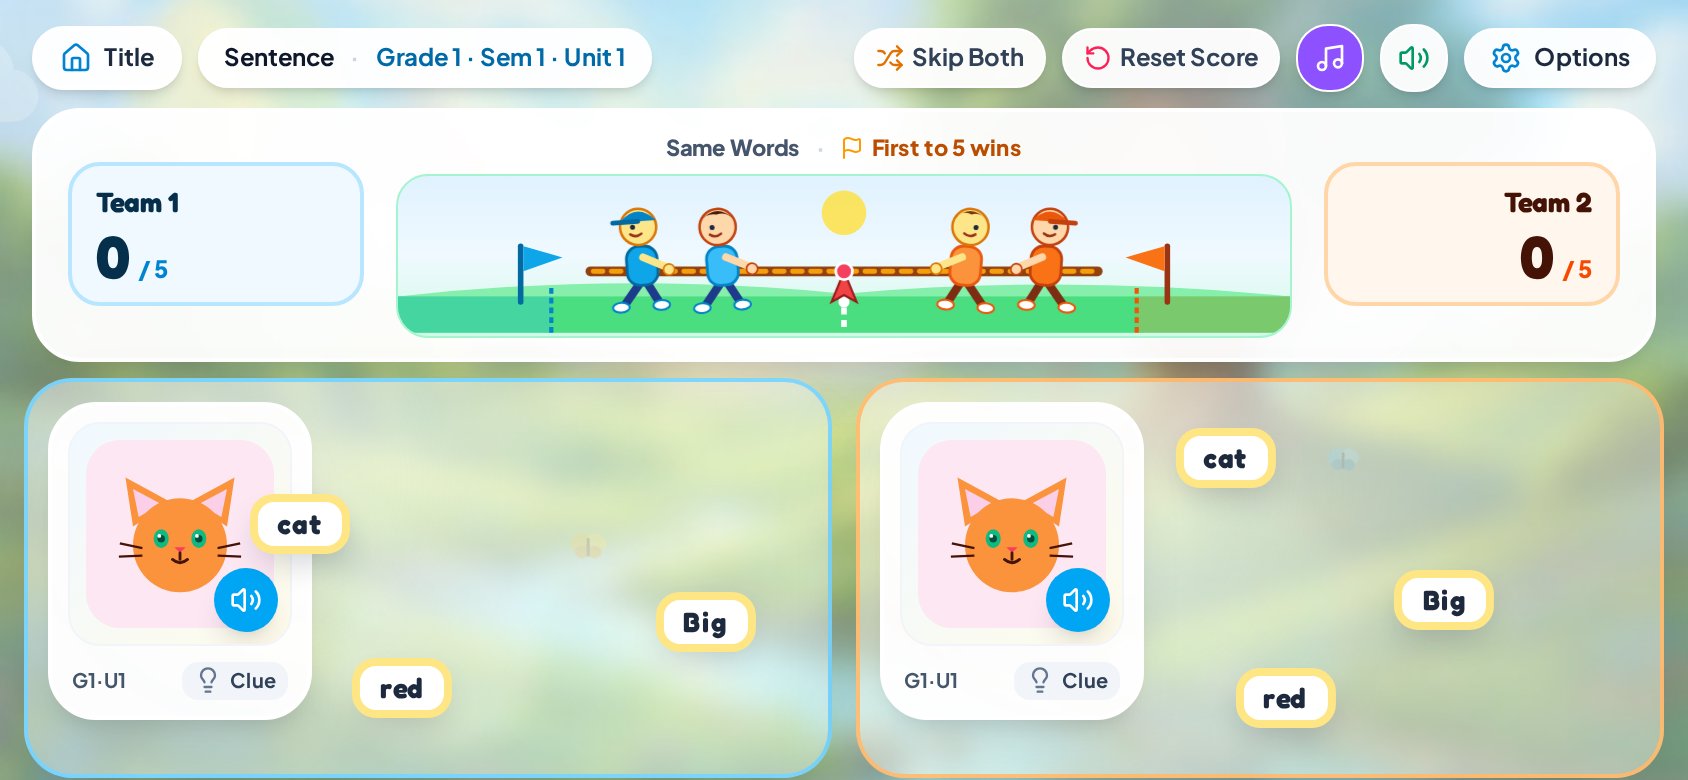 Title
Sentence · Grade 1 · Sem 1 · Unit 1
Skip Both
Reset Score
Options
Same Words · First to 5 wins
Team 1
0 / 5
Team 2
0 / 5
cat
Big
red
G1·U1
Clue
cat
Big
red
G1·U1
Clue